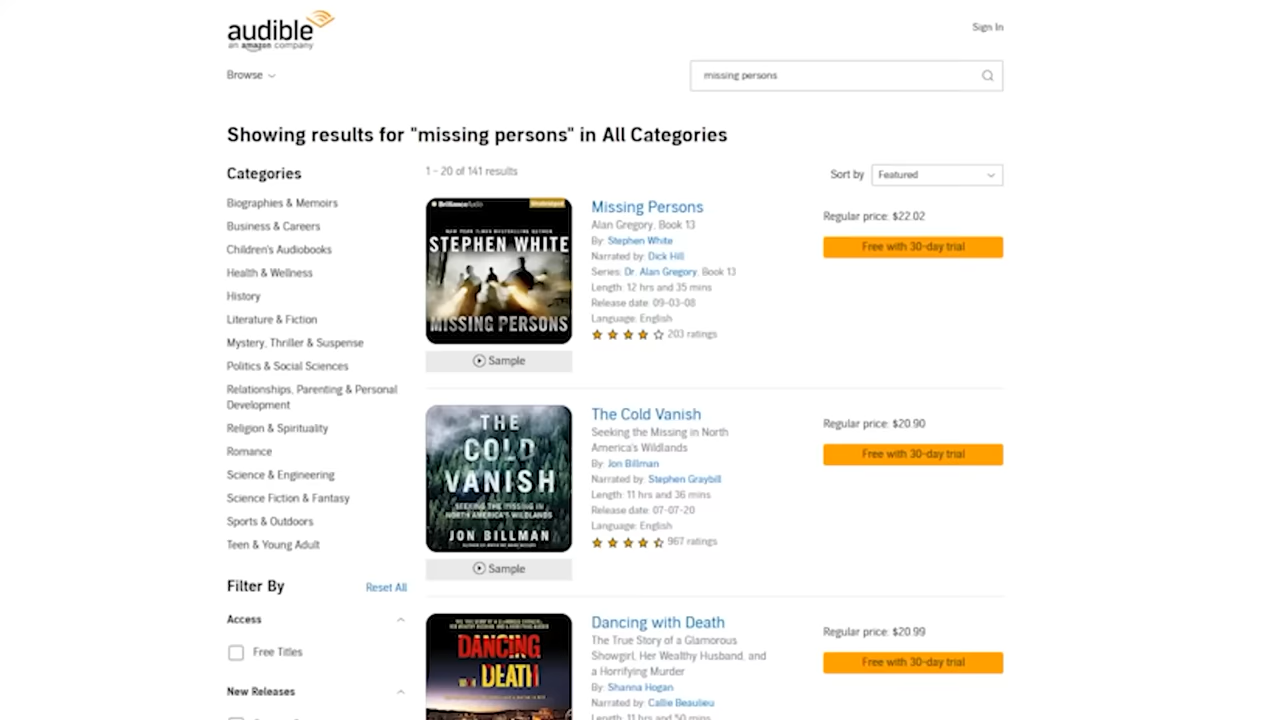 audible
an amazon company
Sign In
Browse
missing persons
Showing results for "missing persons" in All Categories
Categories
Biographies & Memoirs
Business & Careers
Children's Audiobooks
Health & Wellness
History
Literature & Fiction
Mystery, Thriller & Suspense
Politics & Social Sciences
Relationships, Parenting & Personal
Development
Religion & Spirituality
Romance
Science & Engineering
Science Fiction & Fantasy
Sports & Outdoors
Teen & Young Adult
Filter By
Reset All
Access
Free Titles
New Releases
1 - 20 of 141 results
Sort by
Featured
BrillianceAudio
Unabridged
NEW YORK TIMES BESTSELLING AUTHOR
STEPHEN WHITE
MISSING PERSONS
Sample
Missing Persons
Alan Gregory, Book 13
By: Stephen White
Narrated by: Dick Hill
Series: Dr. Alan Gregory, Book 13
Length: 12 hrs and 35 mins
Release date: 09-03-08
Language: English
203 ratings
Regular price: $22.02
Free with 30-day trial
THE
COLD
VANISH
SEEKING THE MISSING IN
NORTH AMERICA'S WILDLANDS
JON BILLMAN
Sample
The Cold Vanish
Seeking the Missing in North
America's Wildlands
By: Jon Billman
Narrated by: Stephen Graybill
Length: 11 hrs and 36 mins
Release date: 07-07-20
Language: English
967 ratings
Regular price: $20.90
Free with 30-day trial
DANCING
WITH DEATH
Dancing with Death
The True Story of a Glamorous
Showgirl, Her Wealthy Husband, and
a Horrifying Murder
By: Shanna Hogan
Narrated by: Callie Beaulieu
Length: 11 hrs and 50 mins
Regular price: $20.99
Free with 30-day trial